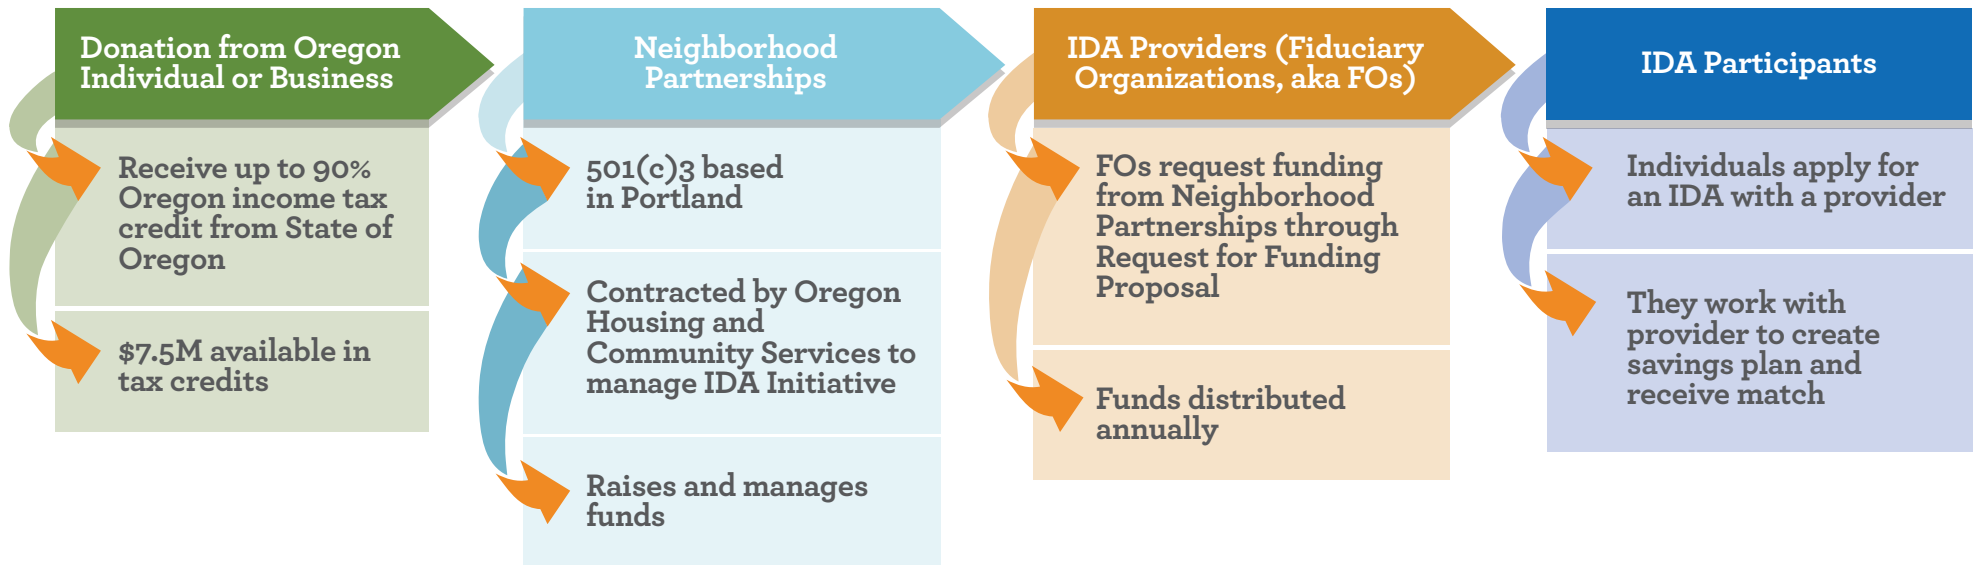 Donation from Oregon
Individual or Business
Receive up to 90%
Oregon income tax
credit from State of
Oregon
$7.5M available in
tax credits
Neighborhood
Partnerships
501(c)3 based
in Portland
Contracted by Oregon
Housing and
Community Services to
manage IDA Initiative
Raises and manages
funds
IDA Providers (Fiduciary
Organizations, aka FOs)
FOs request funding
from Neighborhood
Partnerships through
Request for Funding
Proposal
Funds distributed
annually
IDA Participants
Individuals apply for
an IDA with a provider
They work with
provider to create
savings plan and
receive match